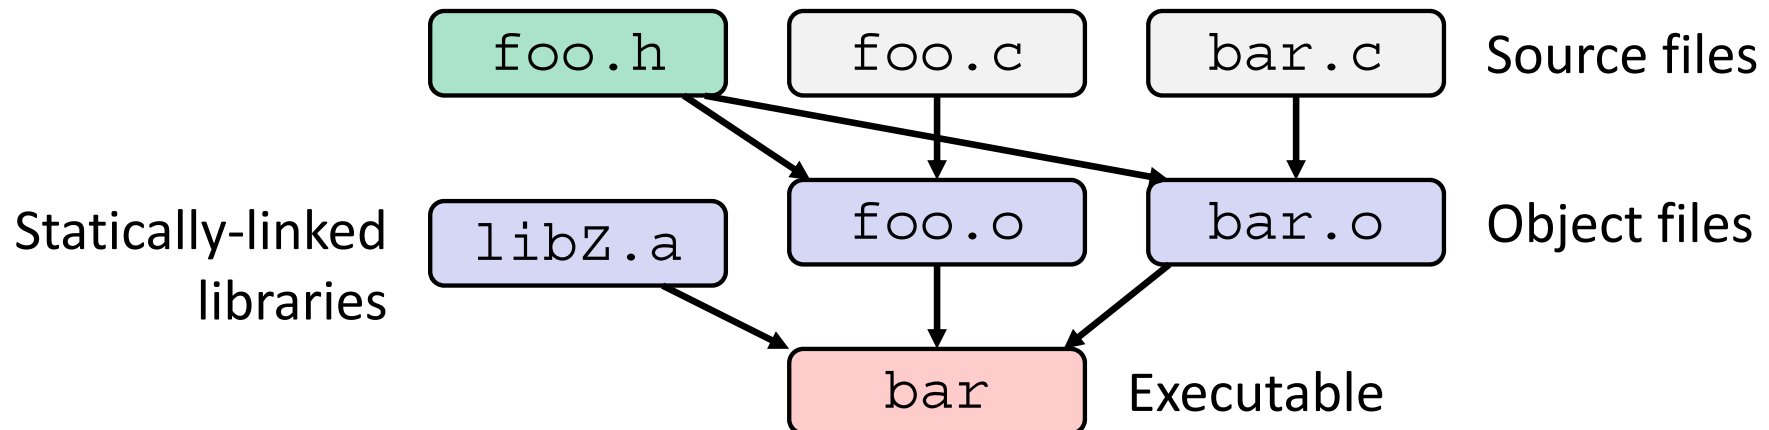 foo.h
foo.c
bar.c
Source files
Statically-linked
libraries
libZ.a
foo.o
bar.o
Object files
bar
Executable